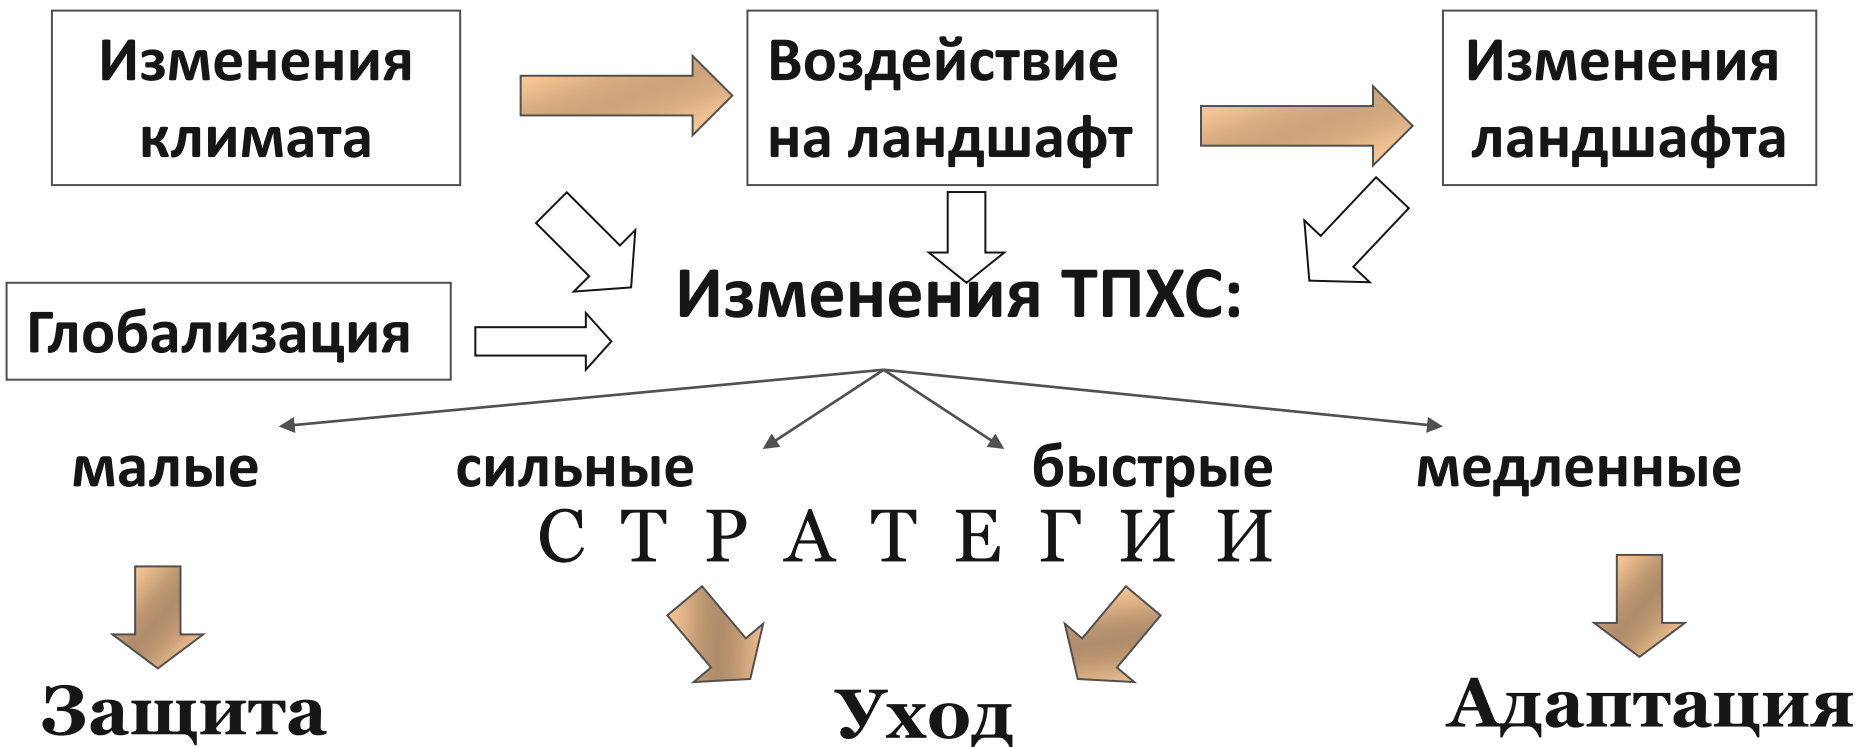 Изменения
климата
Воздействие
на ландшафт
Изменения
ландшафта
Изменения ТПХС:
Глобализация
малые
сильные
быстрые
медленные
С Т Р А Т Е Г И И
Защита
Уход
Адаптация